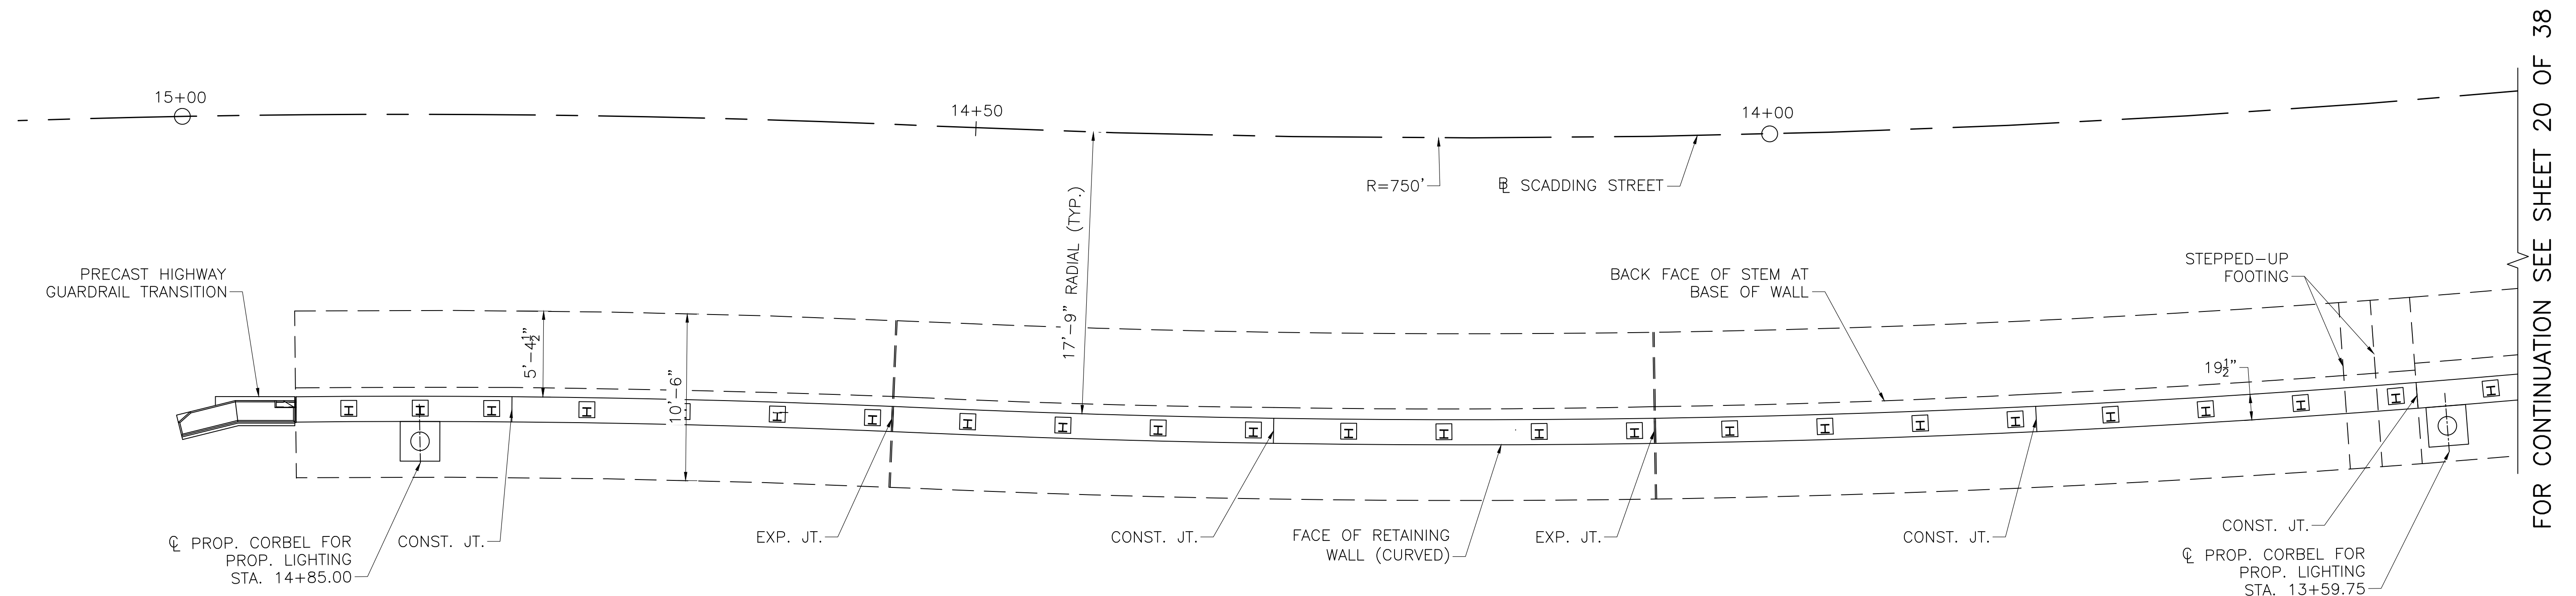 15+00
14+50
14+00
R=750'
℄ SCADDING STREET
17'-9" RADIAL (TYP.)
PRECAST HIGHWAY
GUARDRAIL TRANSITION
5'-4½"
10'-6"
BACK FACE OF STEM AT
BASE OF WALL
STEPPED-UP
FOOTING
19½"
℄ PROP. CORBEL FOR
PROP. LIGHTING
STA. 14+85.00
CONST. JT.
EXP. JT.
CONST. JT.
FACE OF RETAINING
WALL (CURVED)
EXP. JT.
CONST. JT.
CONST. JT.
℄ PROP. CORBEL FOR
PROP. LIGHTING
STA. 13+59.75
FOR CONTINUATION SEE SHEET 20 OF 38